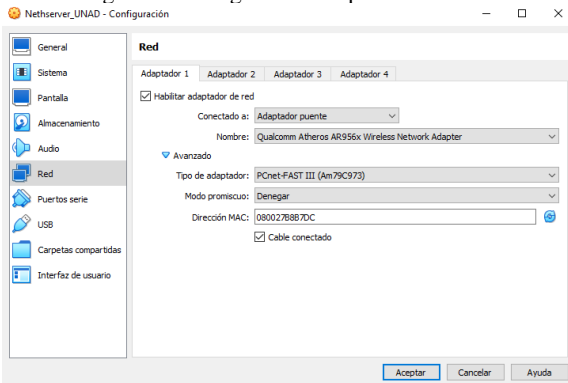 Nethserver_UNAD - Configuración
General
Sistema
Pantalla
Almacenamiento
Audio
Red
Puertos serie
USB
Carpetas compartidas
Interfaz de usuario
Red
Adaptador 1 Adaptador 2 Adaptador 3 Adaptador 4
Habilitar adaptador de red
Conectado a: Adaptador puente
Nombre: Qualcomm Atheros AR956x Wireless Network Adapter
Avanzado
Tipo de adaptador: PCnet-FAST III (Am79C973)
Modo promiscuo: Denegar
Dirección MAC: 080027B8B7DC
Cable conectado
Aceptar Cancelar Ayuda